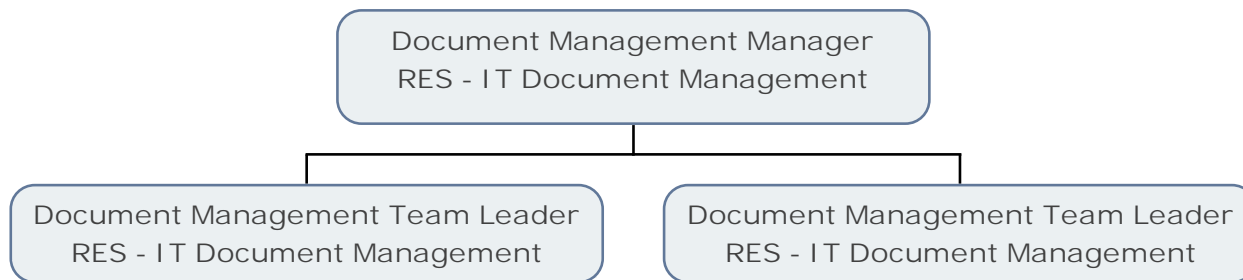 Document Management Manager
RES - IT Document Management
Document Management Team Leader
RES - IT Document Management
Document Management Team Leader
RES - IT Document Management